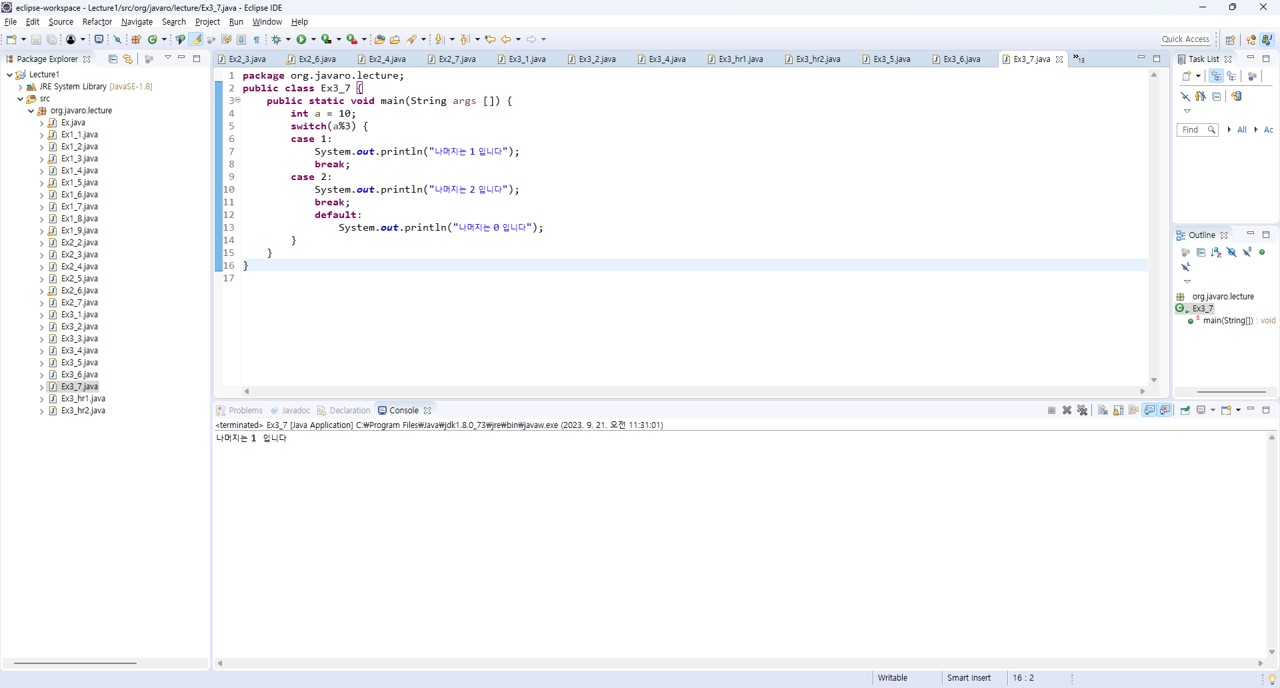 eclipse-workspace - Lecture1/src/org/javaro/lecture/Ex3_7.java - Eclipse IDE
File Edit Source Refactor Navigate Search Project Run Window Help
Quick Access
Package Explorer
Lecture1
JRE System Library [JavaSE-1.8]
src
org.javaro.lecture
Ex.java
Ex1_1.java
Ex1_2.java
Ex1_3.java
Ex1_4.java
Ex1_5.java
Ex1_6.java
Ex1_7.java
Ex1_8.java
Ex1_9.java
Ex2_2.java
Ex2_3.java
Ex2_4.java
Ex2_5.java
Ex2_6.java
Ex2_7.java
Ex3_1.java
Ex3_2.java
Ex3_3.java
Ex3_4.java
Ex3_5.java
Ex3_6.java
Ex3_7.java
Ex3_hr1.java
Ex3_hr2.java
Ex2_3.java Ex2_6.java Ex2_4.java Ex2_7.java Ex3_1.java Ex3_2.java Ex3_4.java Ex3_hr1.java Ex3_hr2.java Ex3_5.java Ex3_6.java Ex3_7.java »13
1 package org.javaro.lecture;
2 public class Ex3_7 {
3 public static void main(String args []) {
4 int a = 10;
5 switch(a%3) {
6 case 1:
7 System.out.println("나머지는 1 입니다");
8 break;
9 case 2:
10 System.out.println("나머지는 2 입니다");
11 break;
12 default:
13 System.out.println("나머지는 0 입니다");
14 }
15 }
16 }
17
Problems Javadoc Declaration Console
<terminated> Ex3_7 [Java Application] C:₩Program Files₩Java₩jdk1.8.0_73₩jre₩bin₩javaw.exe (2023. 9. 21. 오전 11:31:01)
나머지는 1 입니다
Task List
Find All Ac
Outline
org.javaro.lecture
Ex3_7
main(String[]) : void
Writable Smart Insert 16 : 2